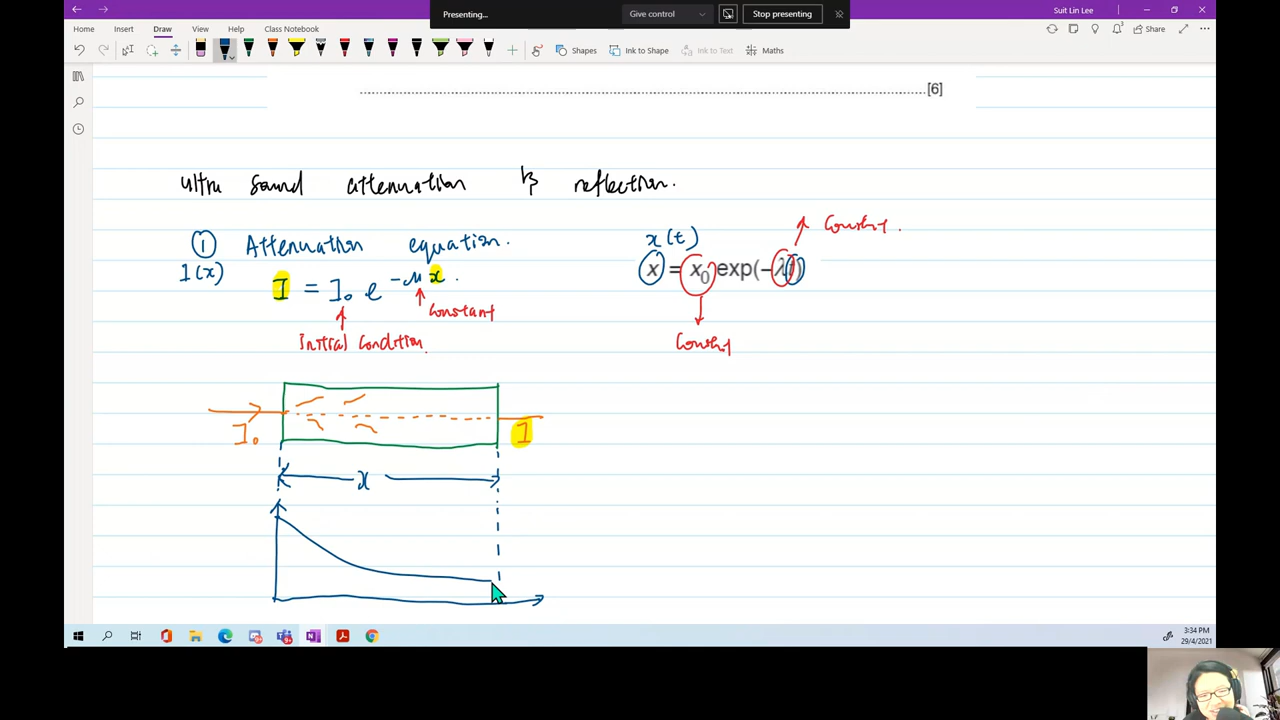 Presenting...
Give control
Stop presenting
Suit Lin Lee
Home Insert Draw View Help Class Notebook
Share
Shapes Ink to Shape Ink to Text Maths
[6]
ultra sound attenuation & reflection.
① Attenuation equation.
I(x)
I = I₀ e^-μx.
Constant
Initial Condition
x(t)
x = x₀ exp(−λt)
Constant.
Constant
I₀
I
x
3:34 PM
29/4/2021